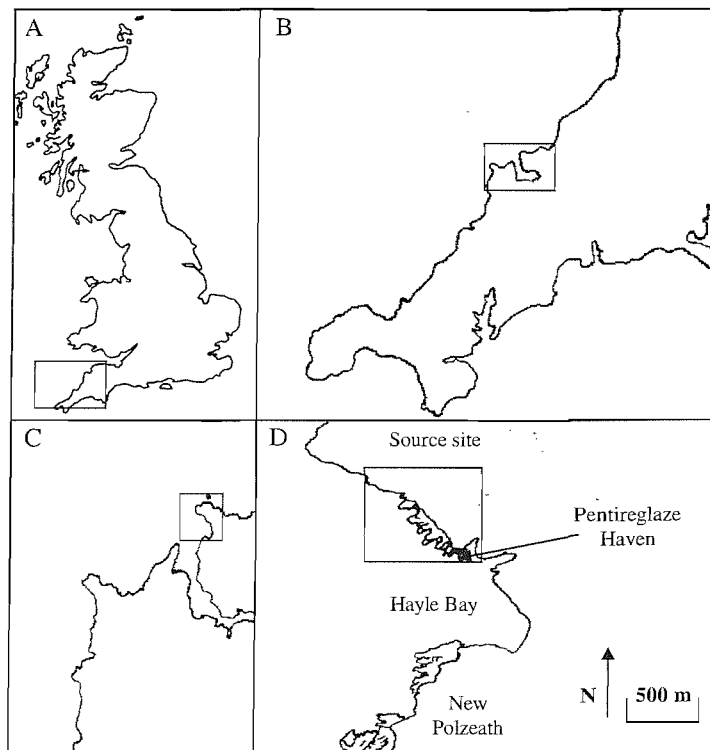 A
B
C
D
Source site
Pentireglaze
Haven
Hayle Bay
New
Polzeath
N
500 m